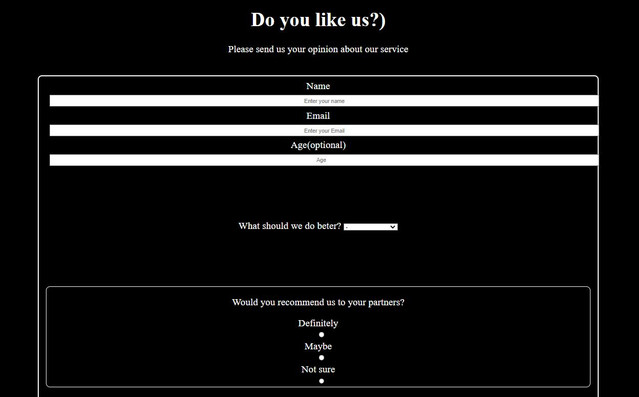 Do you like us?)
Please send us your opinion about our service
Name
Enter your name
Email
Enter your Email
Age(optional)
Age
What should we do beter?
Would you recommend us to your partners?
Definitely
Maybe
Not sure